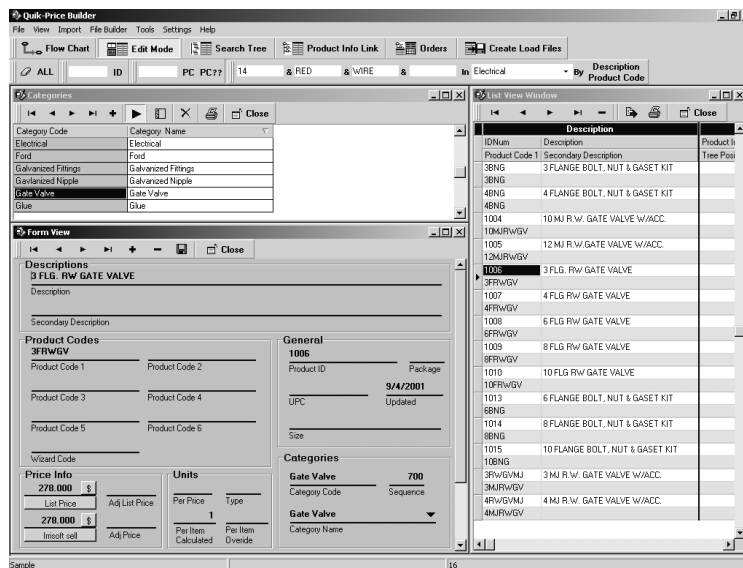 Quik-Price Builder
File View Import File Builder Tools Settings Help
Flow Chart Edit Mode Search Tree Product Info Link Orders Create Load Files
ALL ID PC PC?? 14 & RED & WIRE & In Electrical By Description Product Code
Categories
Close
Category Code Category Name
Electrical Electrical
Ford Ford
Galvanized Fittings Galvanized Fittings
Gavlanized Nipple Galvanized Nipple
Gate Valve Gate Valve
Glue Glue
Form View
Close
Descriptions
3 FLG. RW GATE VALVE
Description
Secondary Description
Product Codes
3FRWGV
Product Code 1 Product Code 2
Product Code 3 Product Code 4
Product Code 5 Product Code 6
Wizard Code
General
1006
Product ID Package
9/4/2001
UPC Updated
Size
Price Info
278.000 $
List Price Adj List Price
278.000 $
Imisoft sell Adj Price
Units
Per Price Type
1
Per Item Calculated Per Item Overide
Categories
Gate Valve 700
Category Code Sequence
Gate Valve
Category Name
List View Window
Close
Description
IDNum Description Product I
Product Code 1 Secondary Description Tree Posi
3BNG 3 FLANGE BOLT, NUT & GASET KIT
3BNG
4BNG 4 FLANGE BOLT, NUT & GASET KIT
4BNG
1004 10 MJ R.W. GATE VALVE W/ACC.
10MJRWGV
1005 12 MJ R.W. GATE VALVE W/ACC.
12MJRWGV
1006 3 FLG. RW GATE VALVE
3FRWGV
1007 4 FLG RW GATE VALVE
4FRWGV
1008 6 FLG RW GATE VALVE
6FRWGV
1009 8 FLG RW GATE VALVE
8FRWGV
1010 10 FLG RW GATE VALVE
10FRWGV
1013 6 FLANGE BOLT, NUT & GASET KIT
6BNG
1014 8 FLANGE BOLT, NUT & GASET KIT
8BNG
1015 10 FLANGE BOLT, NUT & GASET KIT
10BNG
3RWGVMJ 3 MJ R.W. GATE VALVE W/ACC.
3MJRWGV
4RWGVMJ 4 MJ R.W. GATE VALVE W/ACC.
4MJRWGV
Sample 16